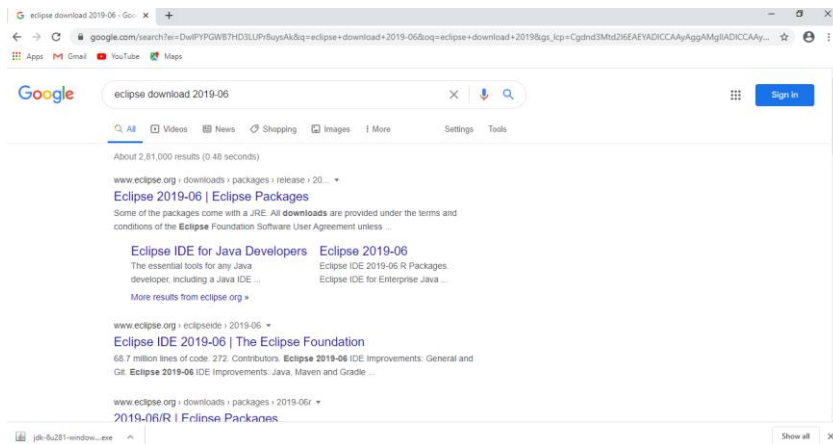 eclipse download 2019-06 - Goo
google.com/search?ei=DwlPYPGWB7HD3LUPr8uysAk&q=eclipse+download+2019-06&oq=eclipse+download+2019&gs_lcp=Cgdnd3Mtd2l6EAEYADICCAAyAggAMgIIADICCAAy...
Apps Gmail YouTube Maps
Google
eclipse download 2019-06
Sign in
All Videos News Shopping Images More Settings Tools
About 2,81,000 results (0.48 seconds)
www.eclipse.org › downloads › packages › release › 20...
Eclipse 2019-06 | Eclipse Packages
Some of the packages come with a JRE. All downloads are provided under the terms and
conditions of the Eclipse Foundation Software User Agreement unless ...
Eclipse IDE for Java Developers
The essential tools for any Java
developer, including a Java IDE ...
Eclipse 2019-06
Eclipse IDE 2019-06 R Packages.
Eclipse IDE for Enterprise Java ...
More results from eclipse.org »
www.eclipse.org › eclipseide › 2019-06
Eclipse IDE 2019-06 | The Eclipse Foundation
68.7 million lines of code. 272. Contributors. Eclipse 2019-06 IDE Improvements: General and
Git. Eclipse 2019-06 IDE Improvements: Java, Maven and Gradle ...
www.eclipse.org › downloads › packages › 2019-06r
2019-06/R | Eclipse Packages
jdk-8u281-window....exe
Show all